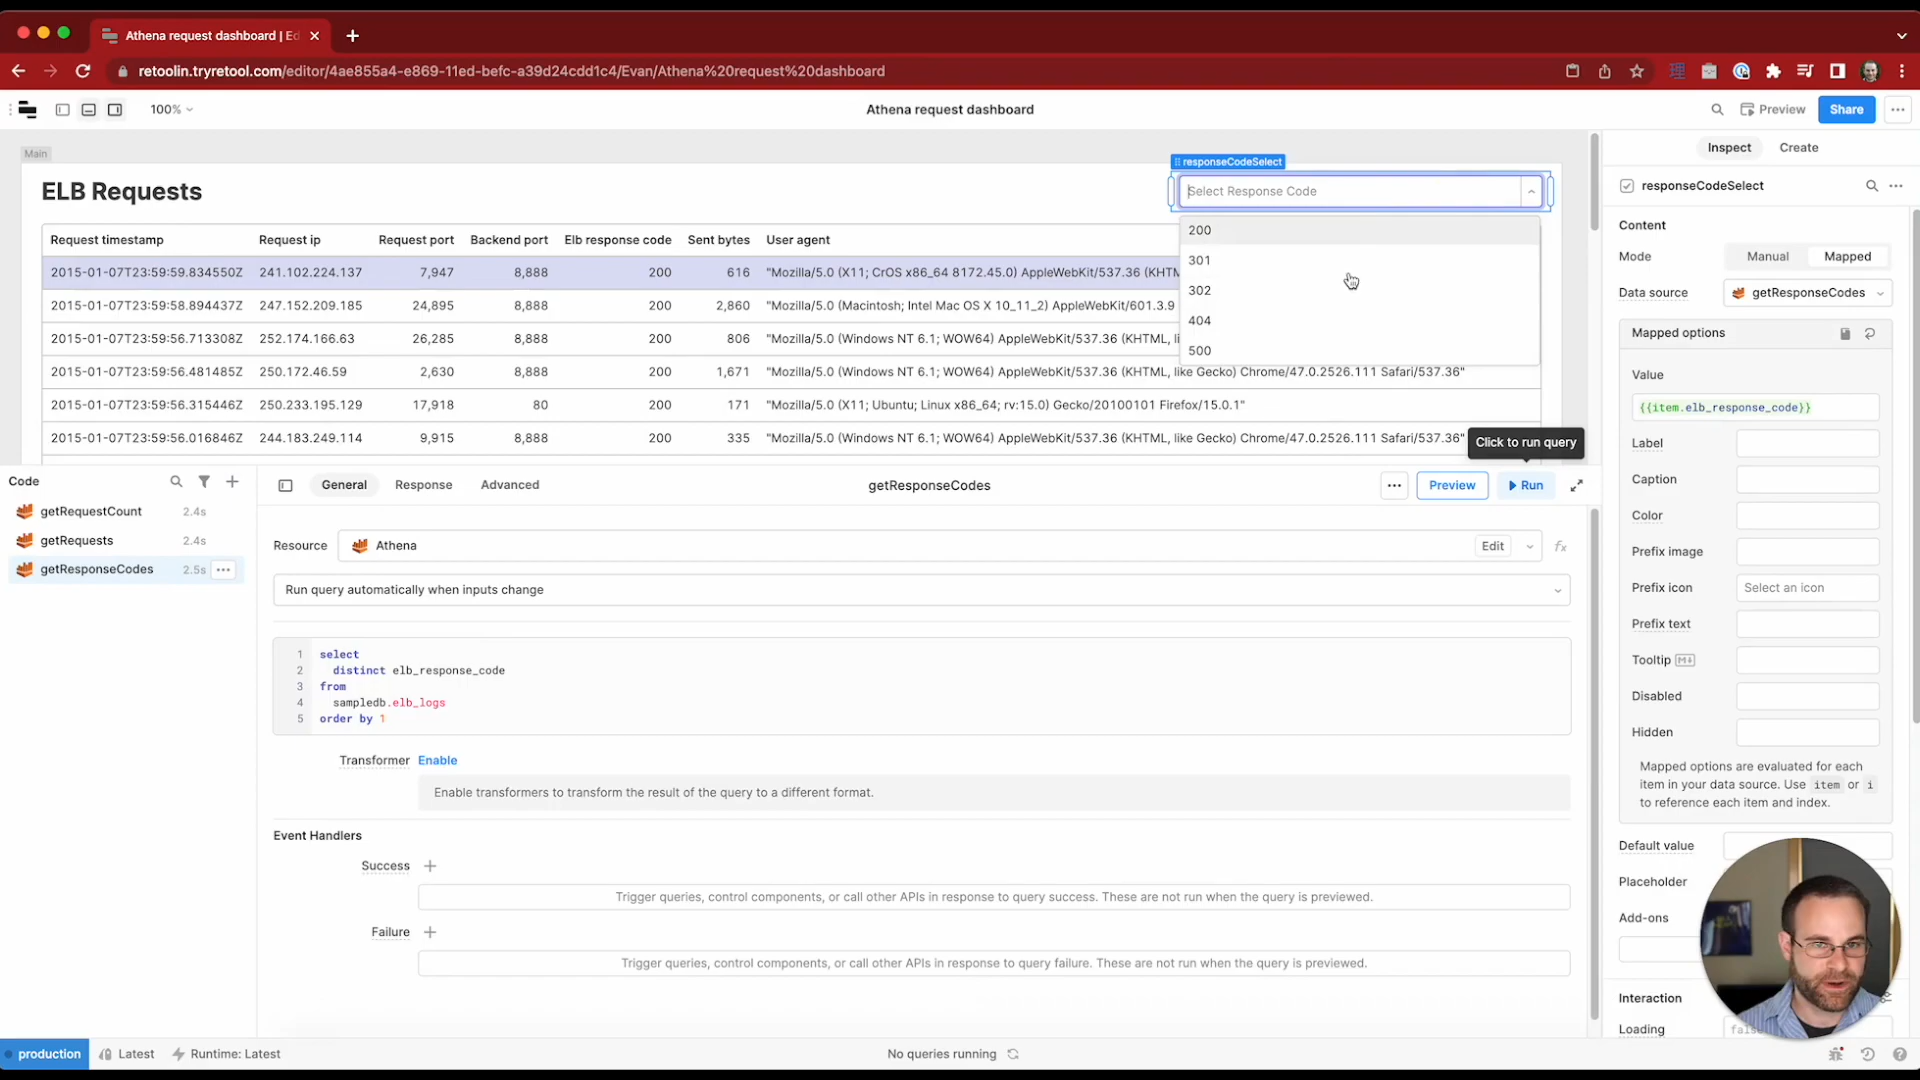 Athena request dashboard | Ed
retoolin.tryretool.com/editor/4ae855a4-e869-11ed-befc-a39d24cdd1c4/Evan/Athena%20request%20dashboard
100%
Athena request dashboard
Preview
Share
Main
responseCodeSelect
ELB Requests
Select Response Code
Request timestamp Request ip Request port Backend port Elb response code Sent bytes User agent
2015-01-07T23:59:59.834550Z 241.102.224.137 7,947 8,888 200 616 "Mozilla/5.0 (X11; CrOS x86_64 8172.45.0) AppleWebKit/537.36 (KHTM
2015-01-07T23:59:58.894437Z 247.152.209.185 24,895 8,888 200 2,860 "Mozilla/5.0 (Macintosh; Intel Mac OS X 10_11_2) AppleWebKit/601.3.9
2015-01-07T23:59:56.713308Z 252.174.166.63 26,285 8,888 200 806 "Mozilla/5.0 (Windows NT 6.1; WOW64) AppleWebKit/537.36 (KHTML,
2015-01-07T23:59:56.481485Z 250.172.46.59 2,630 8,888 200 1,671 "Mozilla/5.0 (Windows NT 6.1; WOW64) AppleWebKit/537.36 (KHTML, like Gecko) Chrome/47.0.2526.111 Safari/537.36"
2015-01-07T23:59:56.315446Z 250.233.195.129 17,918 80 200 171 "Mozilla/5.0 (X11; Ubuntu; Linux x86_64; rv:15.0) Gecko/20100101 Firefox/15.0.1"
2015-01-07T23:59:56.016846Z 244.183.249.114 9,915 8,888 200 335 "Mozilla/5.0 (Windows NT 6.1; WOW64) AppleWebKit/537.36 (KHTML, like Gecko) Chrome/47.0.2526.111 Safari/537.36"
200
301
302
404
500
Click to run query
Code
getRequestCount 2.4s
getRequests 2.4s
getResponseCodes 2.5s
General
Response
Advanced
getResponseCodes
Preview
Run
Resource
Athena
Edit
fx
Run query automatically when inputs change
1 select
2 distinct elb_response_code
3 from
4 sampledb.elb_logs
5 order by 1
Transformer Enable
Enable transformers to transform the result of the query to a different format.
Event Handlers
Success
Trigger queries, control components, or call other APIs in response to query success. These are not run when the query is previewed.
Failure
Trigger queries, control components, or call other APIs in response to query failure. These are not run when the query is previewed.
Inspect
Create
responseCodeSelect
Content
Mode Manual Mapped
Data source getResponseCodes
Mapped options
Value
{{item.elb_response_code}}
Label
Caption
Color
Prefix image
Prefix icon Select an icon
Prefix text
Tooltip M↓
Disabled
Hidden
Mapped options are evaluated for each
item in your data source. Use item or i
to reference each item and index.
Default value
Placeholder
Add-ons
Interaction
Loading
production
Latest
Runtime: Latest
No queries running